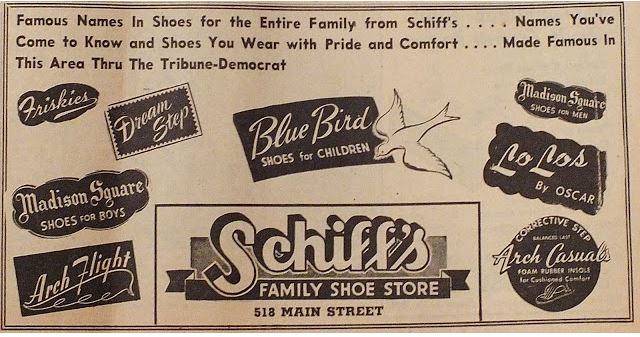 Famous Names In Shoes for the Entire Family from Schiff's .... Names You've
Come to Know and Shoes You Wear with Pride and Comfort .... Made Famous In
This Area Thru The Tribune-Democrat
Friskies
Dream
Step
Blue Bird
SHOES for CHILDREN
Madison Square
SHOES FOR MEN
Madison Square
SHOES FOR BOYS
Lo Los
By OSCAR
Arch Flight
Schiff's
FAMILY SHOE STORE
518 MAIN STREET
CORRECTIVE STEP
BALANCED LAST
Arch Casuals
FOAM RUBBER INSOLE
for Cushioned Comfort